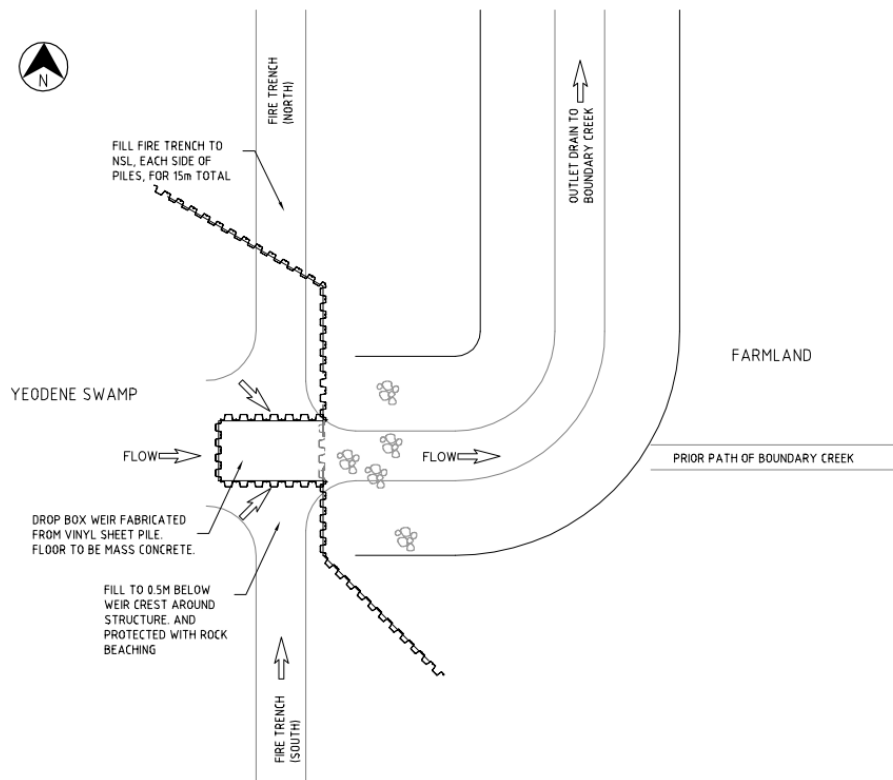 N
FIRE TRENCH
(NORTH)
FILL FIRE TRENCH TO
NSL, EACH SIDE OF
PILES, FOR 15m TOTAL
OUTLET DRAIN TO
BOUNDARY CREEK
FARMLAND
YEODENE SWAMP
FLOW
FLOW
PRIOR PATH OF BOUNDARY CREEK
DROP BOX WEIR FABRICATED
FROM VINYL SHEET PILE.
FLOOR TO BE MASS CONCRETE.
FILL TO 0.5M BELOW
WEIR CREST AROUND
STRUCTURE. AND
PROTECTED WITH ROCK
BEACHING
FIRE TRENCH
(SOUTH)